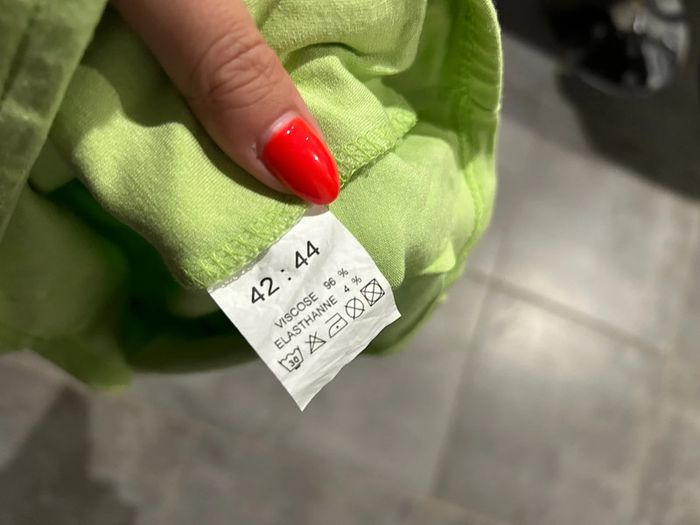 42 : 44
VISCOSE 96 %
ELASTHANNE 4 %
30